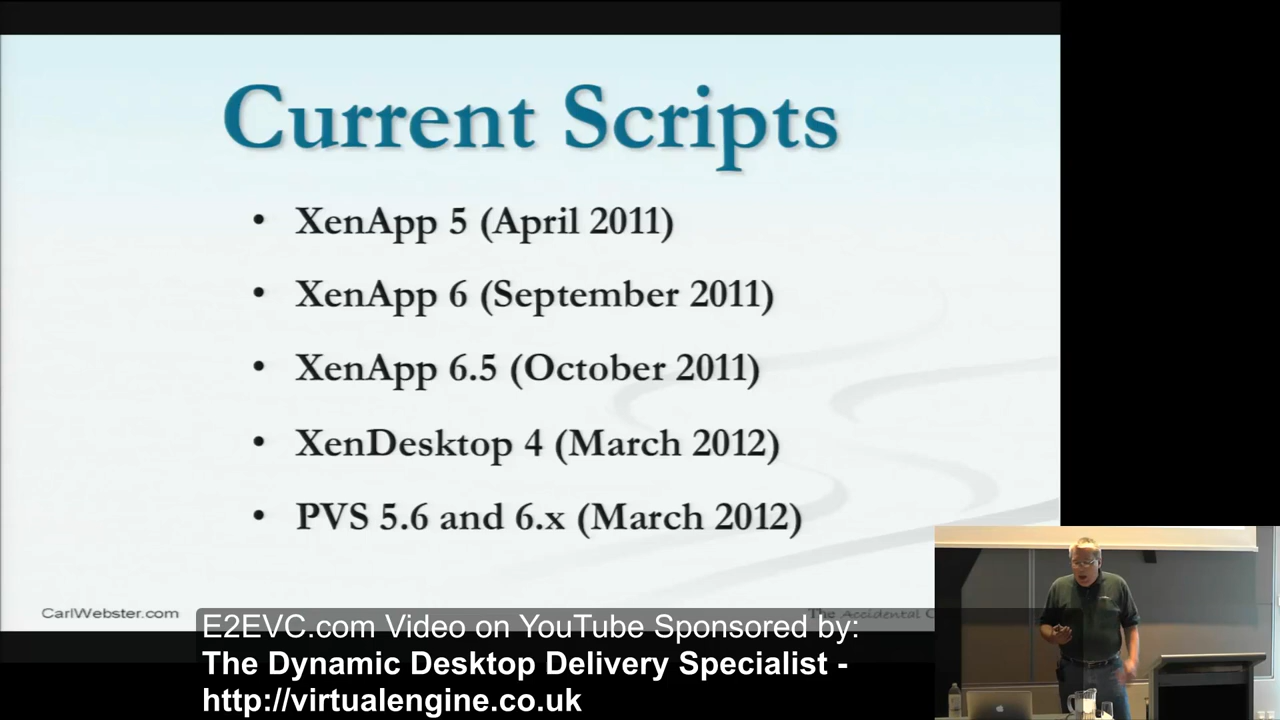 Current Scripts
• XenApp 5 (April 2011)
• XenApp 6 (September 2011)
• XenApp 6.5 (October 2011)
• XenDesktop 4 (March 2012)
• PVS 5.6 and 6.x (March 2012)
CarlWebster.com
The Accidental C
E2EVC.com Video on YouTube Sponsored by:
The Dynamic Desktop Delivery Specialist -
http://virtualengine.co.uk